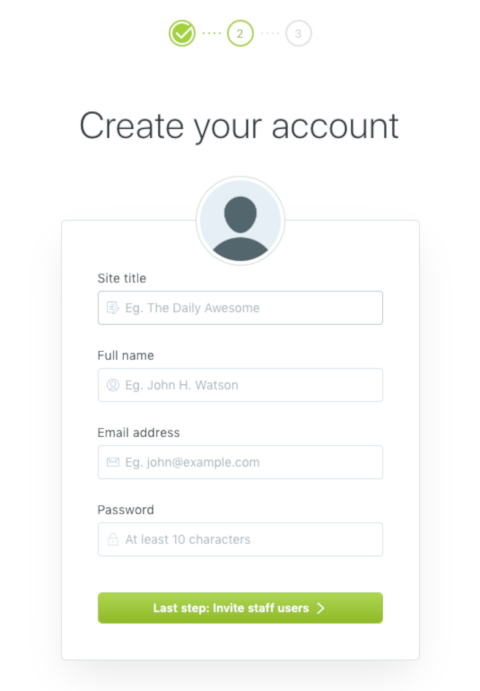 2
3
Create your account
Site title
Eg. The Daily Awesome
Full name
Eg. John H. Watson
Email address
Eg. john@example.com
Password
At least 10 characters
Last step: Invite staff users